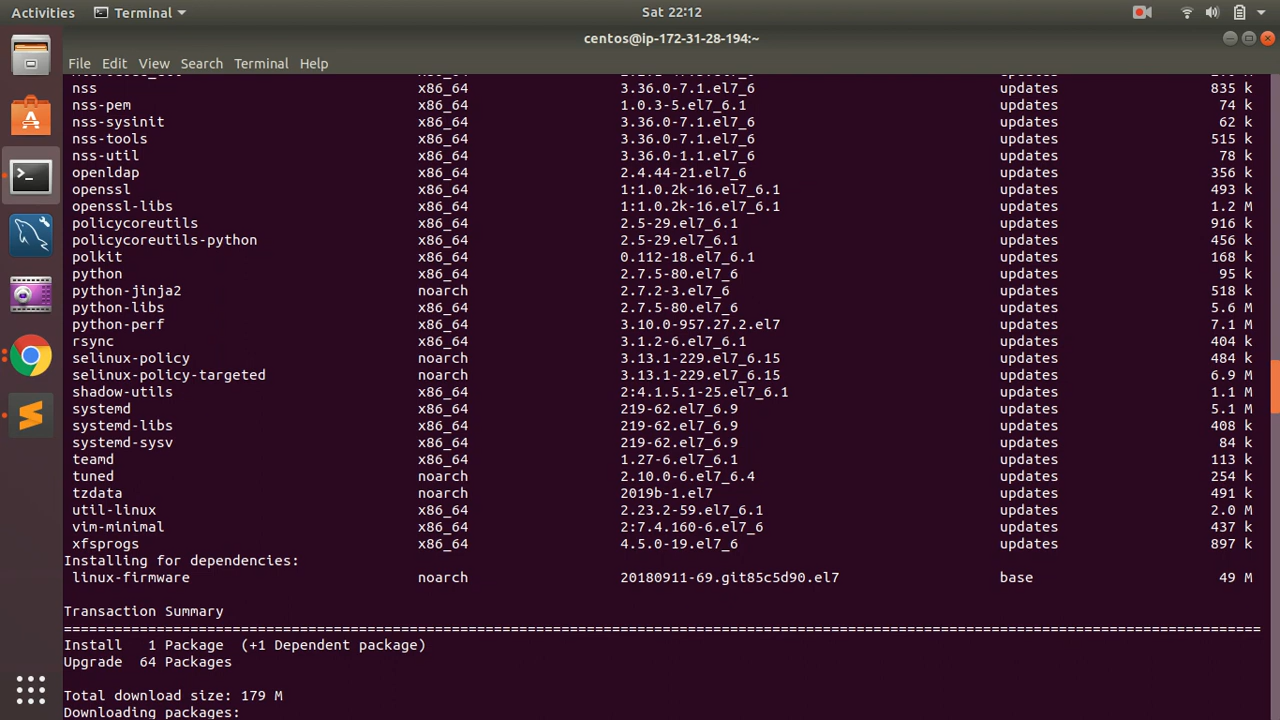 Activities Terminal Sat 22:12
centos@ip-172-31-28-194:~
File Edit View Search Terminal Help
nss x86_64 3.36.0-7.1.el7_6 updates 835 k
nss-pem x86_64 1.0.3-5.el7_6.1 updates 74 k
nss-sysinit x86_64 3.36.0-7.1.el7_6 updates 62 k
nss-tools x86_64 3.36.0-7.1.el7_6 updates 515 k
nss-util x86_64 3.36.0-1.1.el7_6 updates 78 k
openldap x86_64 2.4.44-21.el7_6 updates 356 k
openssl x86_64 1:1.0.2k-16.el7_6.1 updates 493 k
openssl-libs x86_64 1:1.0.2k-16.el7_6.1 updates 1.2 M
policycoreutils x86_64 2.5-29.el7_6.1 updates 916 k
policycoreutils-python x86_64 2.5-29.el7_6.1 updates 456 k
polkit x86_64 0.112-18.el7_6.1 updates 168 k
python x86_64 2.7.5-80.el7_6 updates 95 k
python-jinja2 noarch 2.7.2-3.el7_6 updates 518 k
python-libs x86_64 2.7.5-80.el7_6 updates 5.6 M
python-perf x86_64 3.10.0-957.27.2.el7 updates 7.1 M
rsync x86_64 3.1.2-6.el7_6.1 updates 404 k
selinux-policy noarch 3.13.1-229.el7_6.15 updates 484 k
selinux-policy-targeted noarch 3.13.1-229.el7_6.15 updates 6.9 M
shadow-utils x86_64 2:4.1.5.1-25.el7_6.1 updates 1.1 M
systemd x86_64 219-62.el7_6.9 updates 5.1 M
systemd-libs x86_64 219-62.el7_6.9 updates 408 k
systemd-sysv x86_64 219-62.el7_6.9 updates 84 k
teamd x86_64 1.27-6.el7_6.1 updates 113 k
tuned noarch 2.10.0-6.el7_6.4 updates 254 k
tzdata noarch 2019b-1.el7 updates 491 k
util-linux x86_64 2.23.2-59.el7_6.1 updates 2.0 M
vim-minimal x86_64 2:7.4.160-6.el7_6 updates 437 k
xfsprogs x86_64 4.5.0-19.el7_6 updates 897 k
Installing for dependencies:
linux-firmware noarch 20180911-69.git85c5d90.el7 base 49 M
Transaction Summary
================================================================================
Install 1 Package (+1 Dependent package)
Upgrade 64 Packages
Total download size: 179 M
Downloading packages: